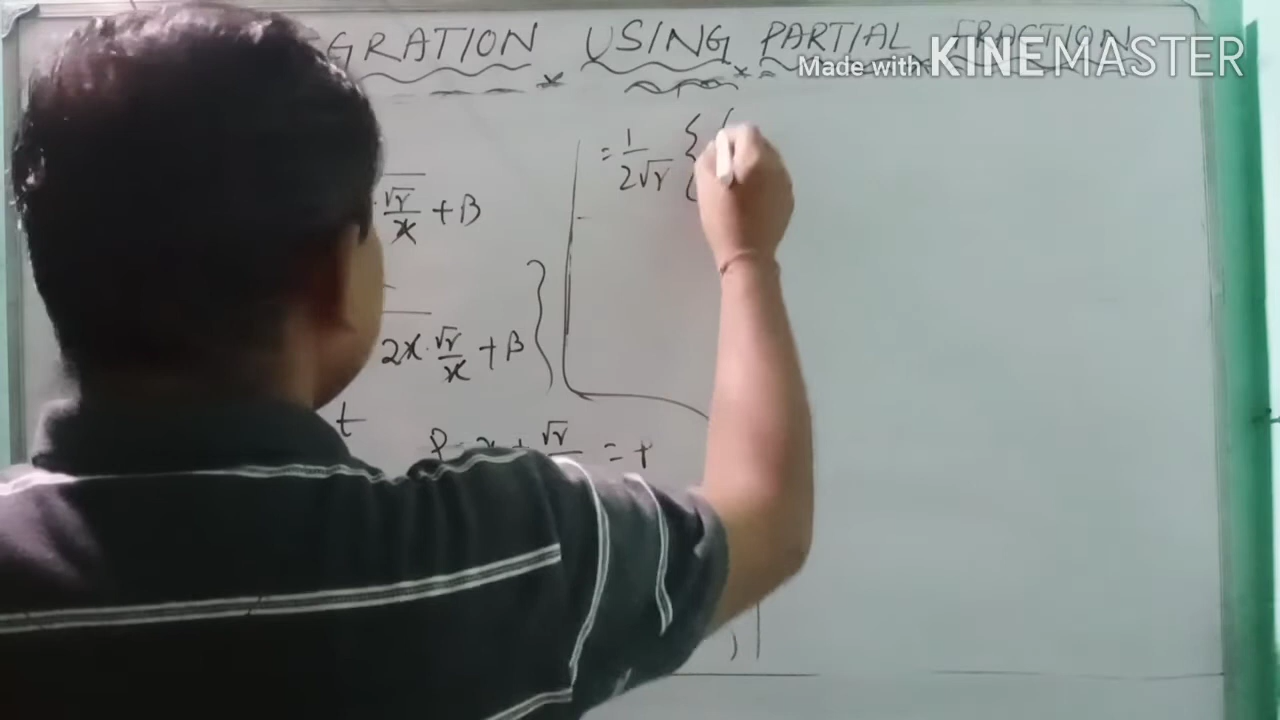 GRATION USING PARTIAL FRACTION
Made with KINEMASTER
= 1/2√γ {
√γ/x + β
2x · √γ/x + β }
t
√γ
= t